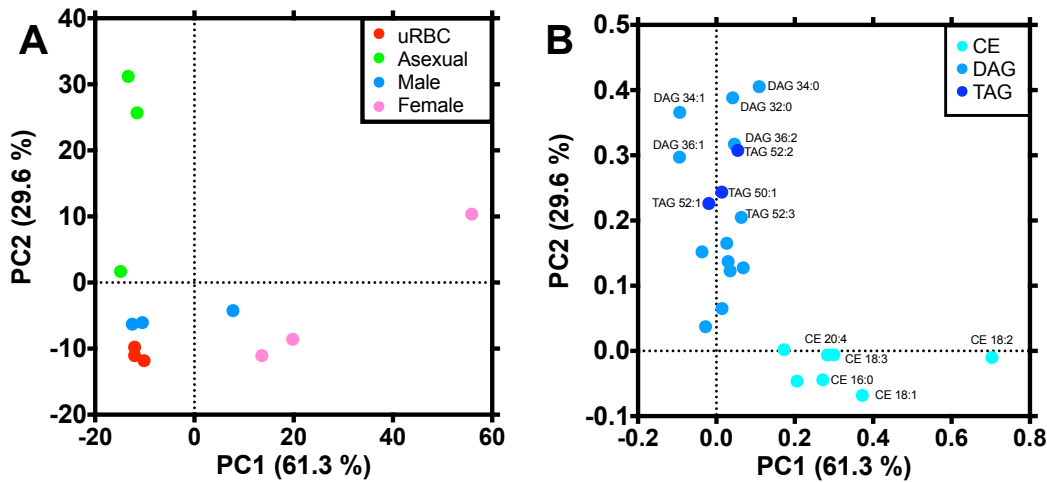 A
uRBC
Asexual
Male
Female
40
30
20
10
0
-10
-20
-20
0
20
40
60
PC2 (29.6 %)
PC1 (61.3 %)
B
CE
DAG
TAG
0.5
0.4
0.3
0.2
0.1
0.0
-0.1
-0.2
0.0
0.2
0.4
0.6
0.8
PC2 (29.6 %)
PC1 (61.3 %)
DAG 34:0
DAG 34:1
DAG 32:0
DAG 36:2
DAG 36:1
TAG 52:2
TAG 50:1
TAG 52:1
TAG 52:3
CE 20:4
CE 18:2
CE 18:3
CE 16:0
CE 18:1